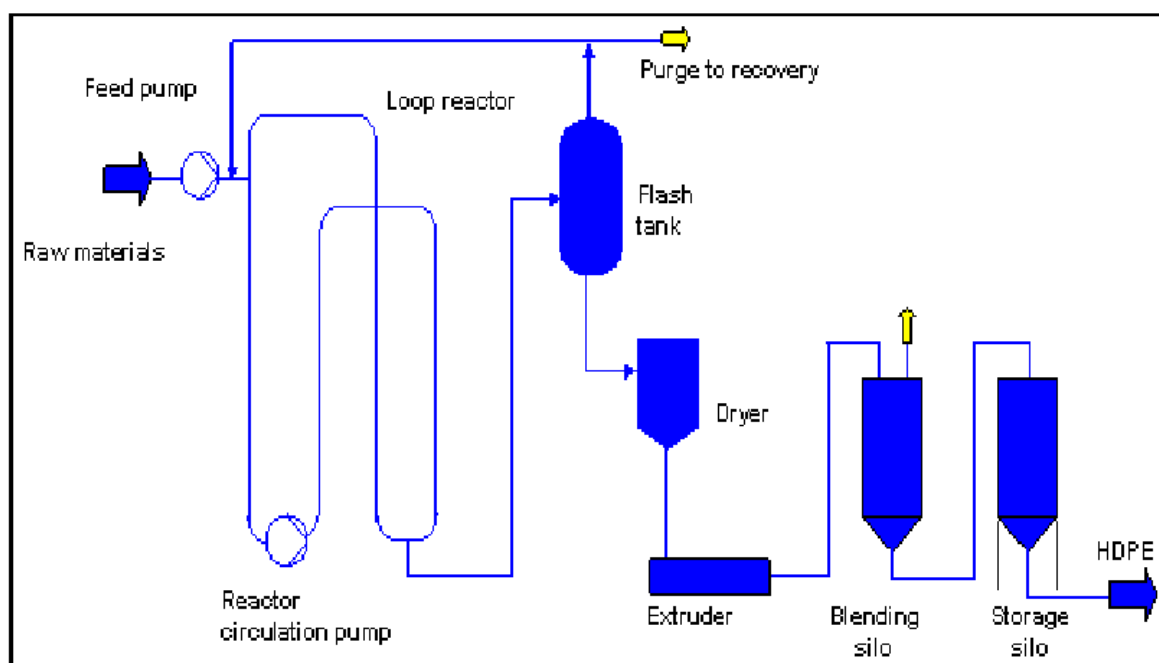 Feed pump
Loop reactor
Purge to recovery
Raw materials
Flash
tank
Dryer
Reactor
circulation pump
Extruder
Blending
silo
Storage
silo
HDPE